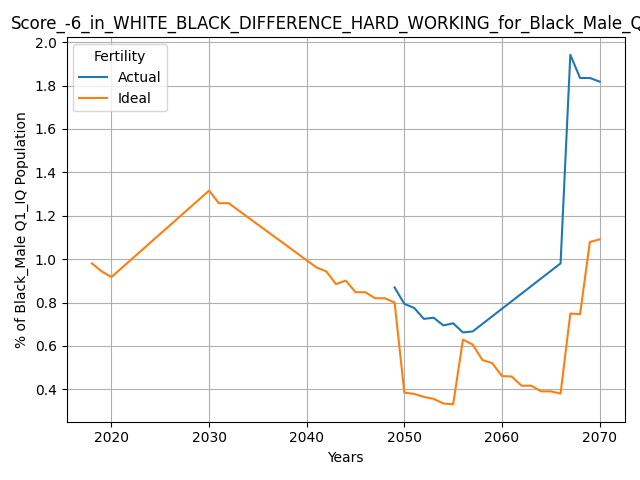 Score_-6_in_WHITE_BLACK_DIFFERENCE_HARD_WORKING_for_Black_Male_Q
2.0
1.8
1.6
1.4
1.2
1.0
0.8
0.6
0.4
% of Black_Male Q1_IQ Population
Fertility
Actual
Ideal
2020 2030 2040 2050 2060 2070
Years